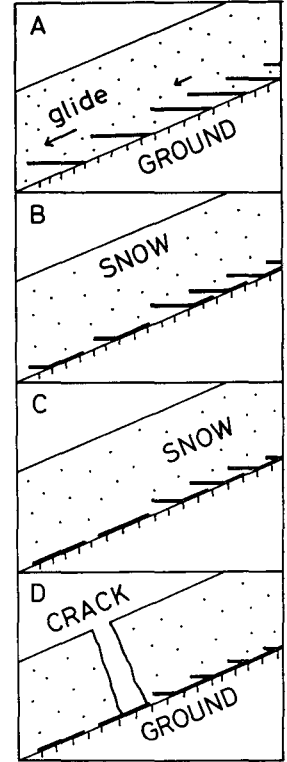 A
glide
GROUND
B
SNOW
C
SNOW
D
CRACK
GROUND